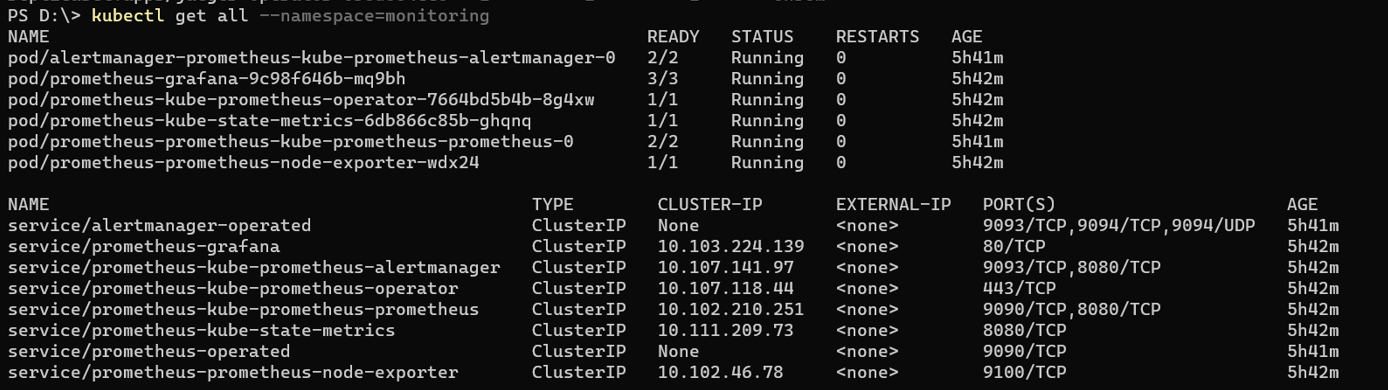 PS D:\> kubectl get all --namespace=monitoring
NAME                                                         READY   STATUS    RESTARTS   AGE
pod/alertmanager-prometheus-kube-prometheus-alertmanager-0   2/2     Running   0          5h41m
pod/prometheus-grafana-9c98f646b-mq9bh                       3/3     Running   0          5h42m
pod/prometheus-kube-prometheus-operator-7664bd5b4b-8g4xw     1/1     Running   0          5h42m
pod/prometheus-kube-state-metrics-6db866c85b-ghqnq           1/1     Running   0          5h42m
pod/prometheus-prometheus-kube-prometheus-prometheus-0       2/2     Running   0          5h41m
pod/prometheus-prometheus-node-exporter-wdx24                1/1     Running   0          5h42m
NAME                                              TYPE        CLUSTER-IP       EXTERNAL-IP   PORT(S)                      AGE
service/alertmanager-operated                     ClusterIP   None             <none>        9093/TCP,9094/TCP,9094/UDP   5h41m
service/prometheus-grafana                        ClusterIP   10.103.224.139   <none>        80/TCP                       5h42m
service/prometheus-kube-prometheus-alertmanager   ClusterIP   10.107.141.97    <none>        9093/TCP,8080/TCP            5h42m
service/prometheus-kube-prometheus-operator       ClusterIP   10.107.118.44    <none>        443/TCP                      5h42m
service/prometheus-kube-prometheus-prometheus     ClusterIP   10.102.210.251   <none>        9090/TCP,8080/TCP            5h42m
service/prometheus-kube-state-metrics             ClusterIP   10.111.209.73    <none>        8080/TCP                     5h42m
service/prometheus-operated                       ClusterIP   None             <none>        9090/TCP                     5h41m
service/prometheus-prometheus-node-exporter       ClusterIP   10.102.46.78     <none>        9100/TCP                     5h42m